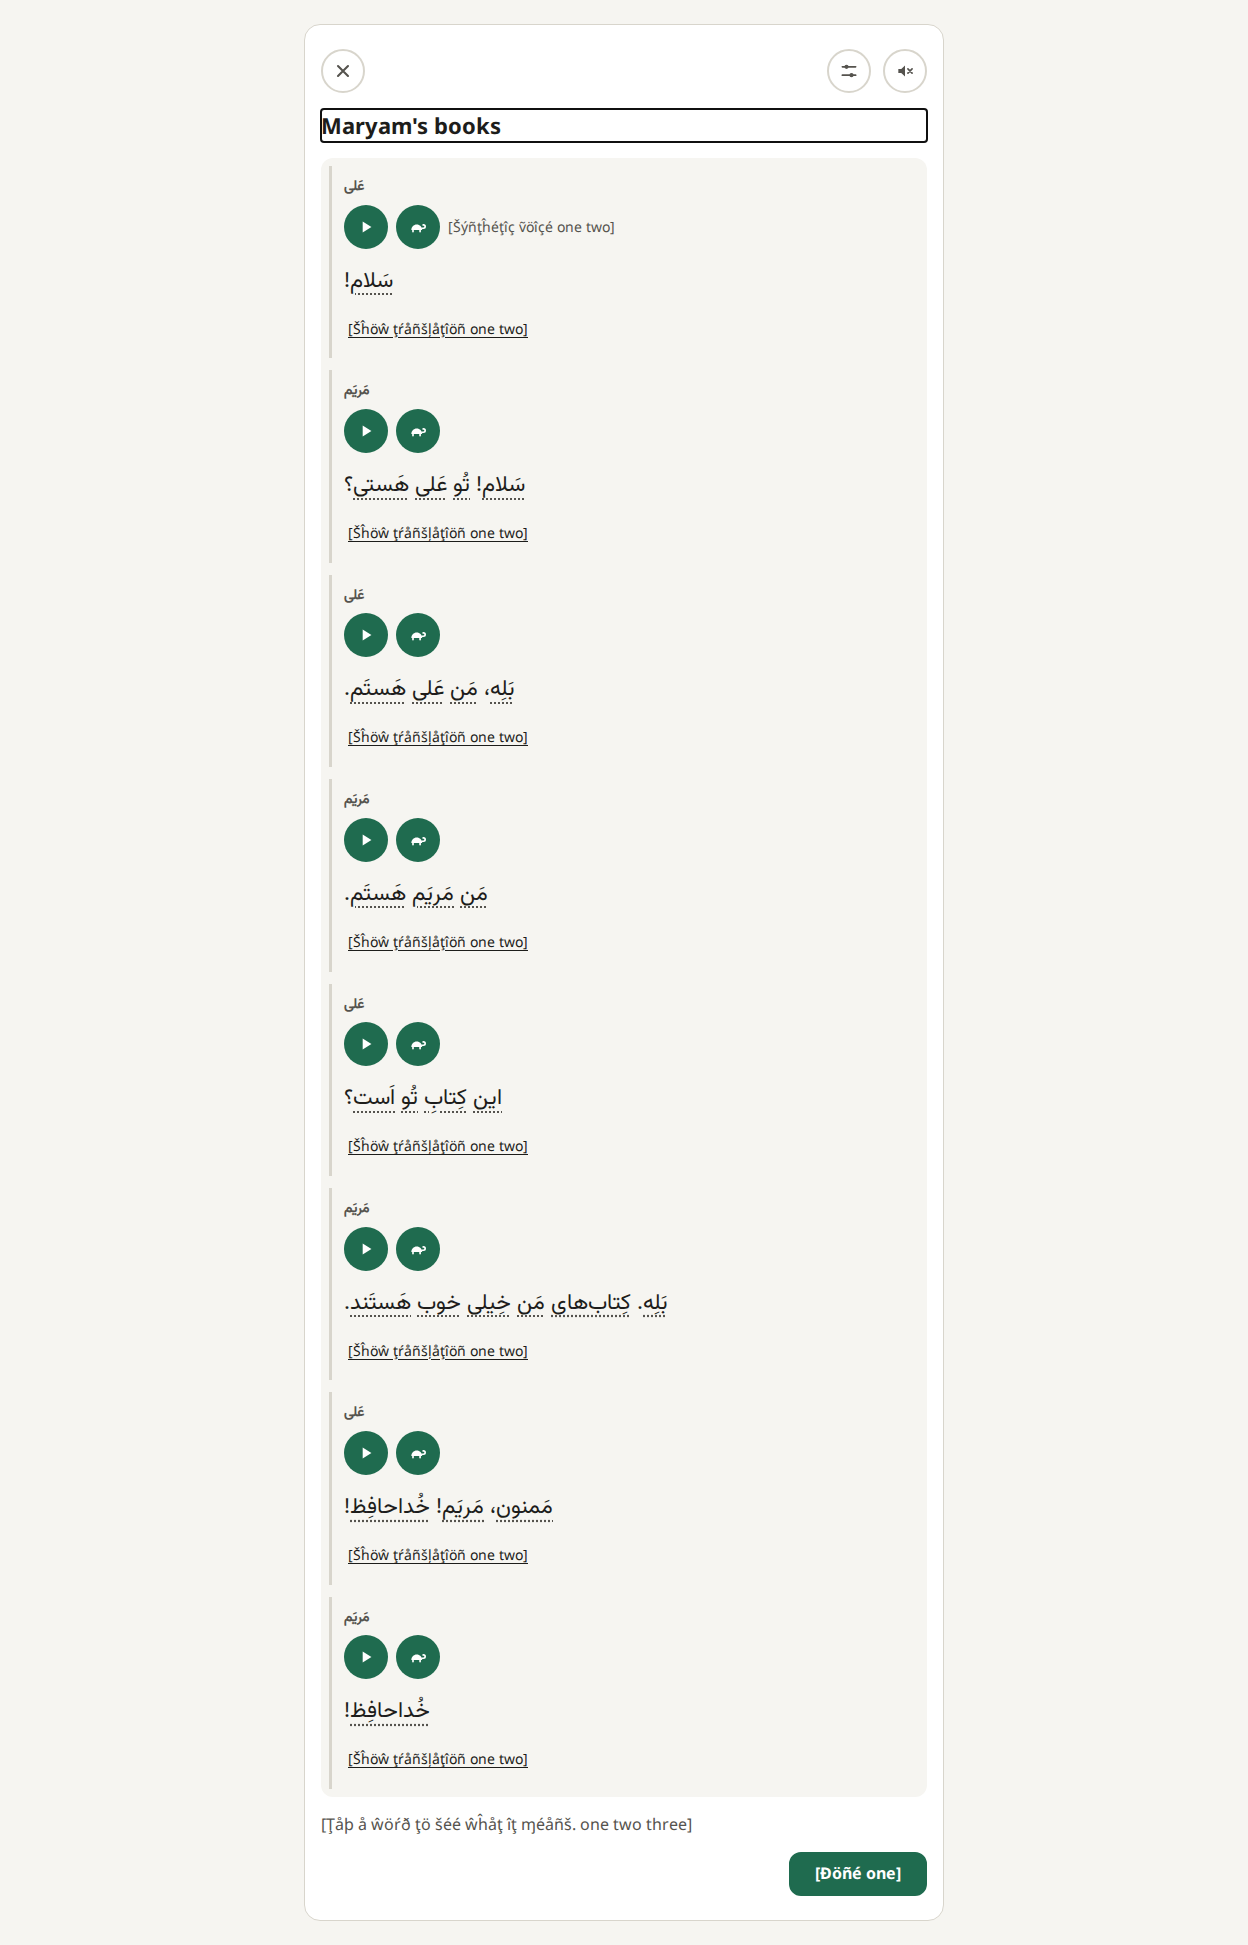 Maryam's books
عَلی
[Šýñţĥéţîç ṽöîçé one two]
سَلام!
[Šĥöŵ ţŕåñšļåţîöñ one two]
مَریَم
سَلام! تُو عَلی هَستی؟
[Šĥöŵ ţŕåñšļåţîöñ one two]
عَلی
بَلِه، مَن عَلی هَستَم.
[Šĥöŵ ţŕåñšļåţîöñ one two]
مَریَم
مَن مَریَم هَستَم.
[Šĥöŵ ţŕåñšļåţîöñ one two]
عَلی
این کِتابِ تُو اَست؟
[Šĥöŵ ţŕåñšļåţîöñ one two]
مَریَم
بَلِه. کِتاب‌های مَن خِیلی خوب هَستَند.
[Šĥöŵ ţŕåñšļåţîöñ one two]
عَلی
مَمنون، مَریَم! خُداحافِظ!
[Šĥöŵ ţŕåñšļåţîöñ one two]
مَریَم
خُداحافِظ!
[Šĥöŵ ţŕåñšļåţîöñ one two]
[Ţåþ å ŵöŕð ţö šéé ŵĥåţ îţ ɱéåñš. one two three]
[Ðöñé one]